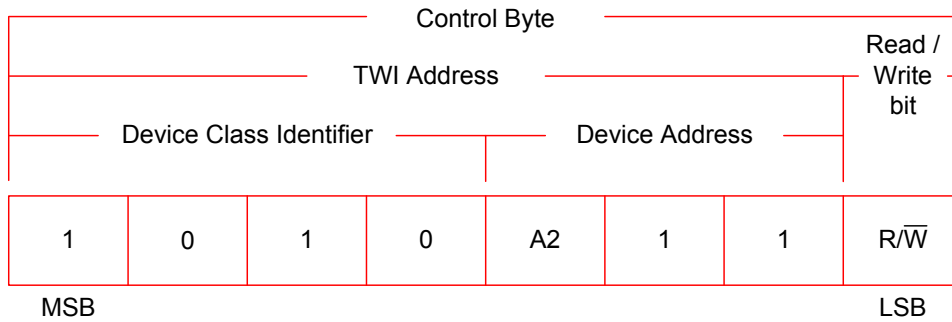 Control Byte
TWI Address
Read /
Write
bit
Device Class Identifier
Device Address
1 0 1 0 A2 1 1 R/W̅
MSB LSB